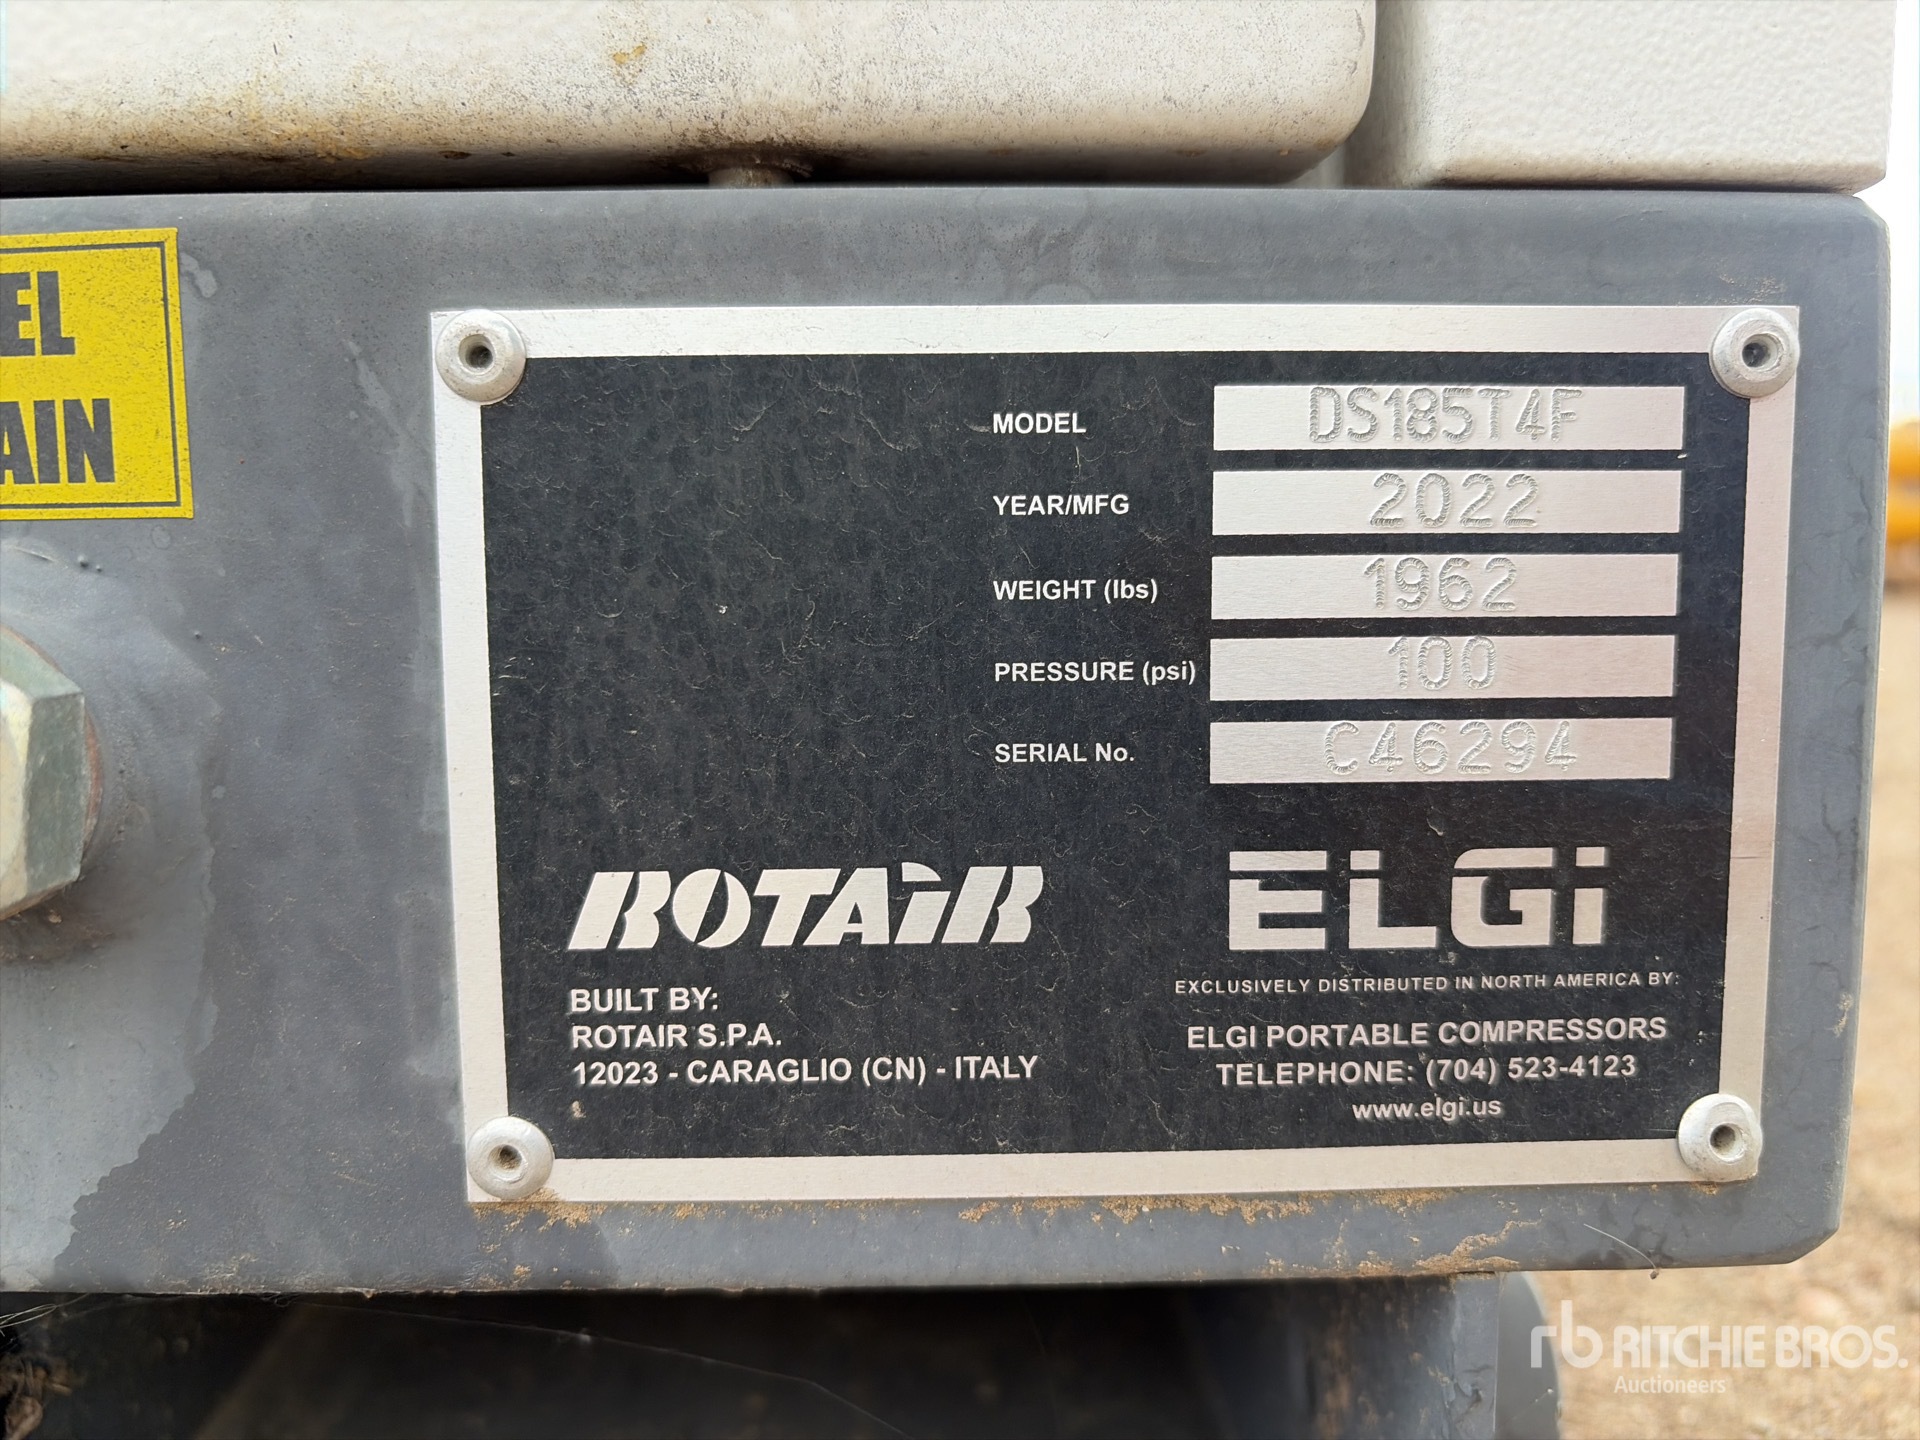 EL
AIN
MODEL DS185T4F
YEAR/MFG 2022
WEIGHT (lbs) 1962
PRESSURE (psi) 100
SERIAL No. C46294
ROTAIR
BUILT BY:
ROTAIR S.P.A.
12023 - CARAGLIO (CN) - ITALY
ELGi
EXCLUSIVELY DISTRIBUTED IN NORTH AMERICA BY:
ELGI PORTABLE COMPRESSORS
TELEPHONE: (704) 523-4123
www.elgi.us
rb RITCHIE BROS.
Auctioneers